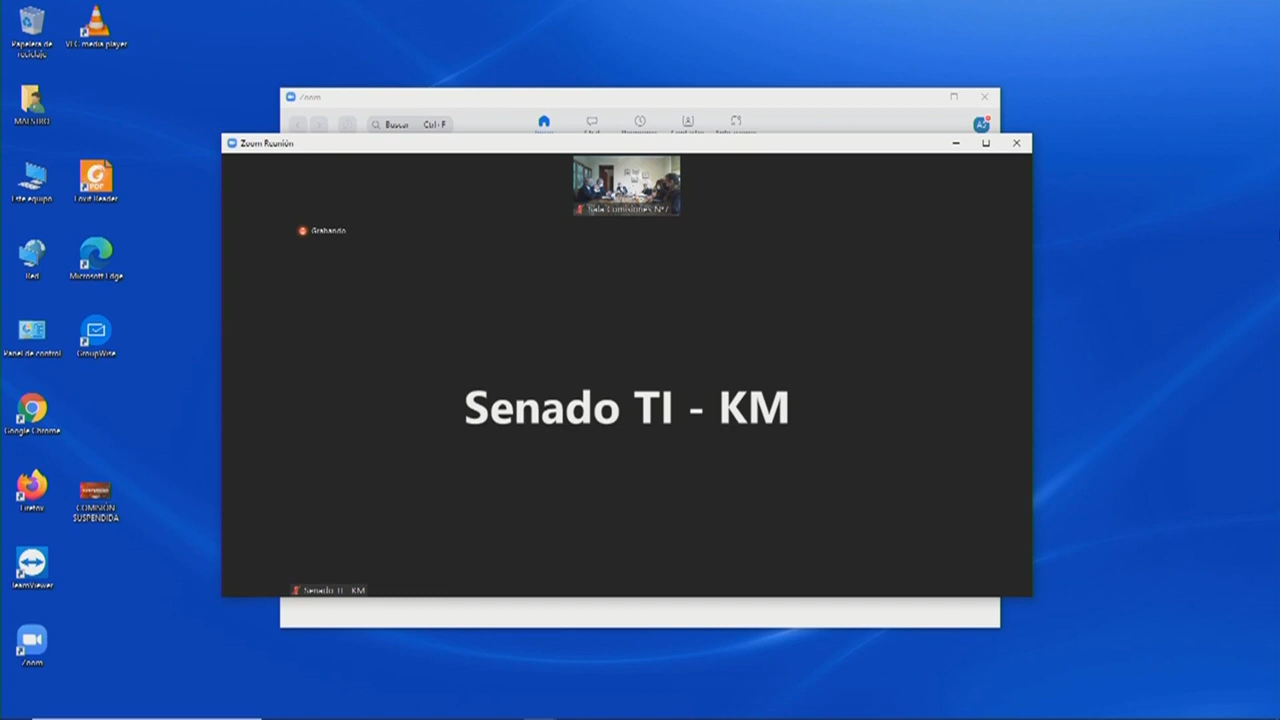 Papelera de
reciclaje
VLC media player
MAESTRO
Este equipo
PDF
Foxit Reader
Red
Microsoft Edge
Panel de control
GroupWise
Google Chrome
Firefox
COMISIÓN
SUSPENDIDA
TeamViewer
Zoom
Zoom
Buscar Ctrl+F
Zoom Reunión
Sala Comisiones N°7
Grabando
Senado TI - KM
Senado TI - KM